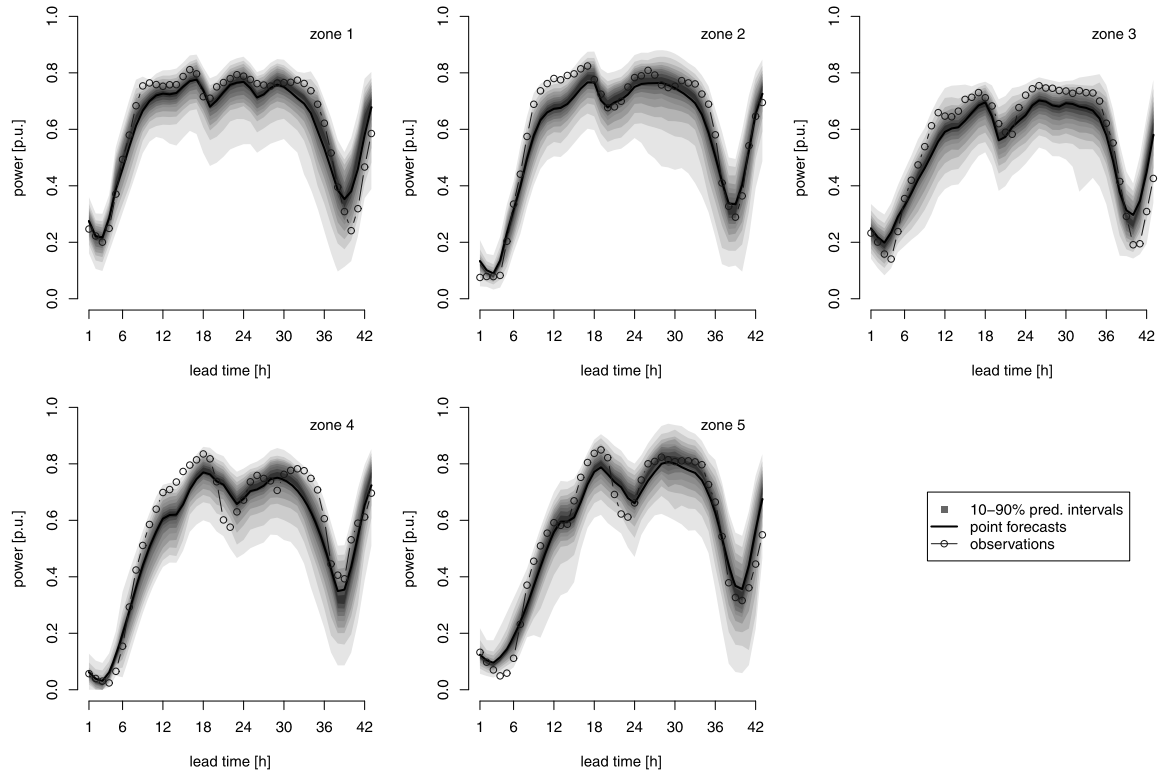 zone 1
1.0
0.8
0.6
0.4
0.2
0.0
power [p.u.]
1 6 12 18 24 30 36 42
lead time [h]
zone 2
1.0
0.8
0.6
0.4
0.2
0.0
power [p.u.]
1 6 12 18 24 30 36 42
lead time [h]
zone 3
1.0
0.8
0.6
0.4
0.2
0.0
power [p.u.]
1 6 12 18 24 30 36 42
lead time [h]
zone 4
1.0
0.8
0.6
0.4
0.2
0.0
power [p.u.]
1 6 12 18 24 30 36 42
lead time [h]
zone 5
1.0
0.8
0.6
0.4
0.2
0.0
power [p.u.]
1 6 12 18 24 30 36 42
lead time [h]
10−90% pred. intervals
point forecasts
observations